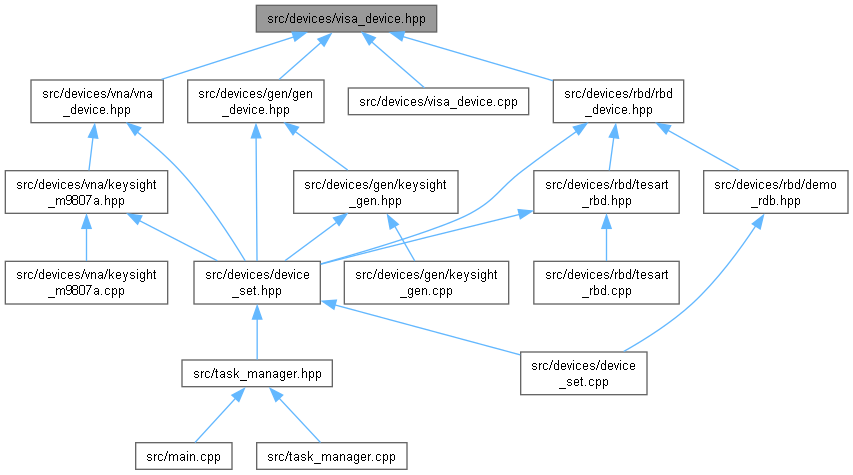 src/devices/visa_device.hpp
src/devices/vna/vna
_device.hpp
src/devices/gen/gen
_device.hpp
src/devices/visa_device.cpp
src/devices/rbd/rbd
_device.hpp
src/devices/vna/keysight
_m9807a.hpp
src/devices/gen/keysight
_gen.hpp
src/devices/rbd/tesart
_rbd.hpp
src/devices/rbd/demo
_rdb.hpp
src/devices/vna/keysight
_m9807a.cpp
src/devices/device
_set.hpp
src/devices/gen/keysight
_gen.cpp
src/devices/rbd/tesart
_rbd.cpp
src/task_manager.hpp
src/devices/device
_set.cpp
src/main.cpp
src/task_manager.cpp